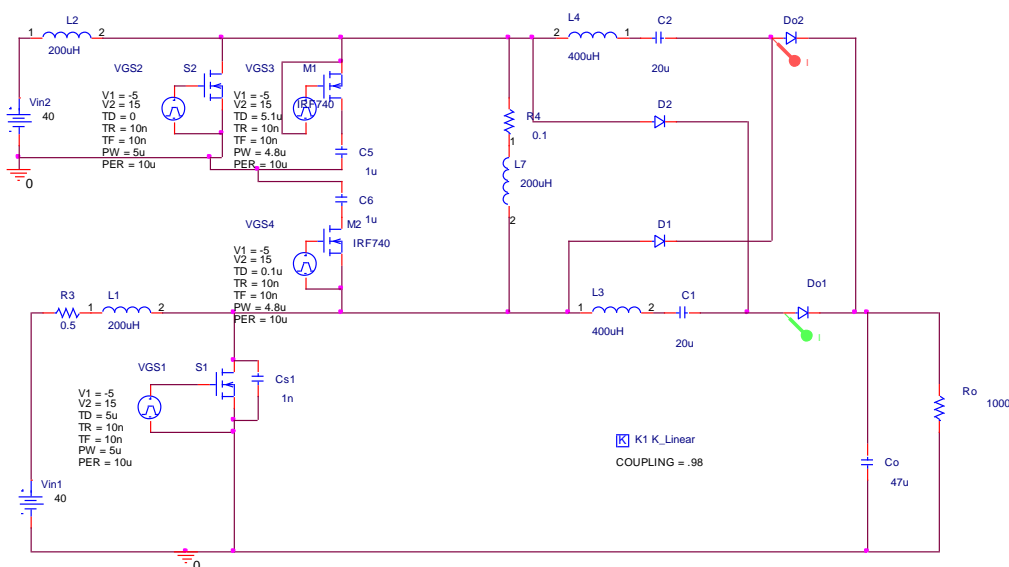 L4
C2
Do2
L2
1
2
2
1
200uH
400uH
20u
VGS2
S2
VGS3
M1
IRF740
Vin2
40
V1 = -5
V2 = 15
TD = 0
TR = 10n
TF = 10n
PW = 5u
PER = 10u
V1 = -5
V2 = 15
TD = 5.1u
TR = 10n
TF = 10n
PW = 4.8u
PER = 10u
D2
R4
0.1
C5
1u
1
L7
200uH
2
0
C6
1u
VGS4
M2
IRF740
D1
V1 = -5
V2 = 15
TD = 0.1u
TR = 10n
TF = 10n
PW = 4.8u
PER = 10u
R3
0.5
L1
1
2
200uH
L3
1
2
400uH
C1
20u
Do1
I
I
VGS1
S1
Cs1
1n
V1 = -5
V2 = 15
TD = 5u
TR = 10n
TF = 10n
PW = 5u
PER = 10u
Ro
1000
K K1 K_Linear
COUPLING = .98
Co
47u
Vin1
40
0